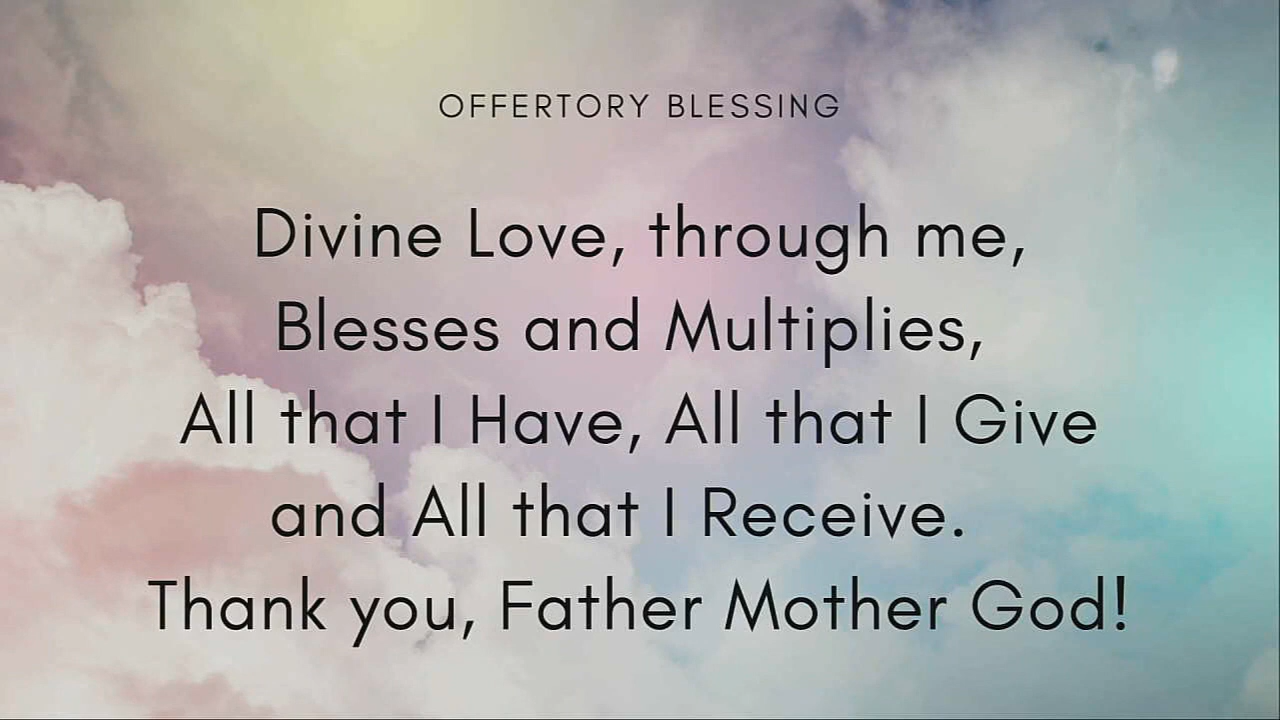 OFFERTORY BLESSING
Divine Love, through me,
Blesses and Multiplies,
All that I Have, All that I Give
and All that I Receive.
Thank you, Father Mother God!